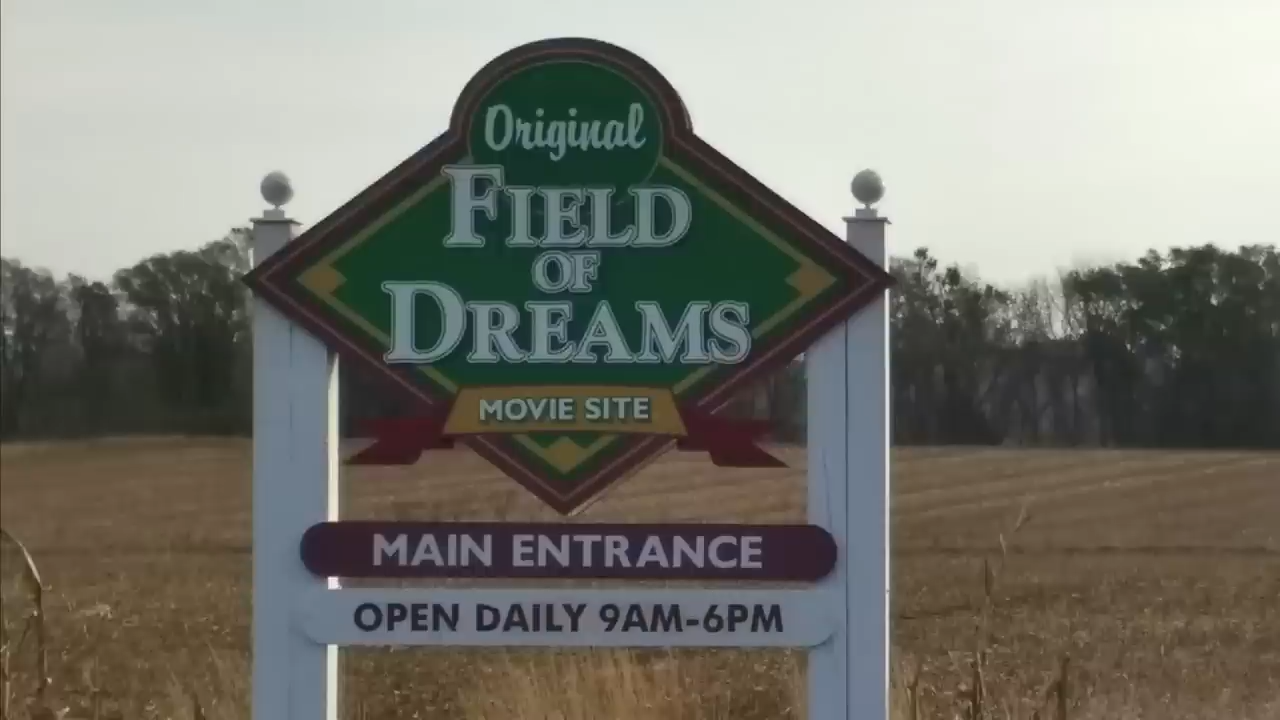 Original
FIELD
OF
DREAMS
MOVIE SITE
MAIN ENTRANCE
OPEN DAILY 9AM-6PM